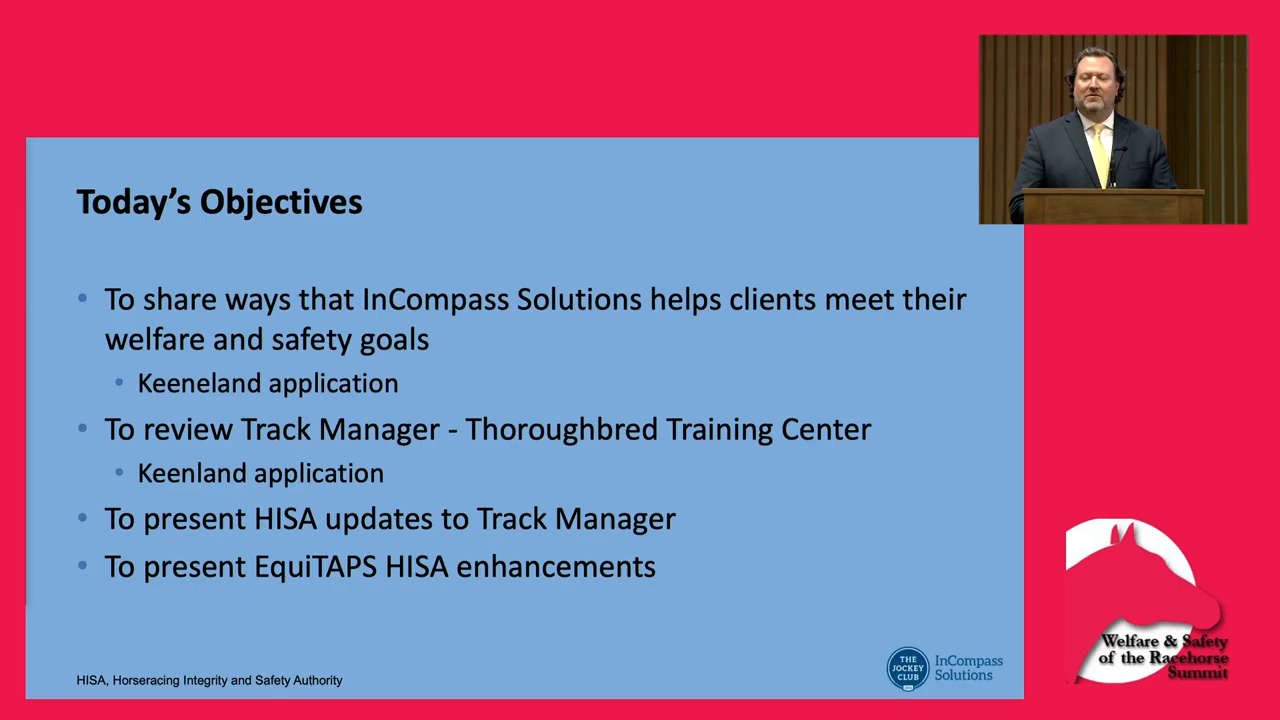 Today's Objectives
• To share ways that InCompass Solutions helps clients meet their
welfare and safety goals
• Keeneland application
• To review Track Manager - Thoroughbred Training Center
• Keenland application
• To present HISA updates to Track Manager
• To present EquiTAPS HISA enhancements
HISA, Horseracing Integrity and Safety Authority
THE
JOCKEY
CLUB
InCompass
Solutions
Welfare & Safety
of the Racehorse
Summit